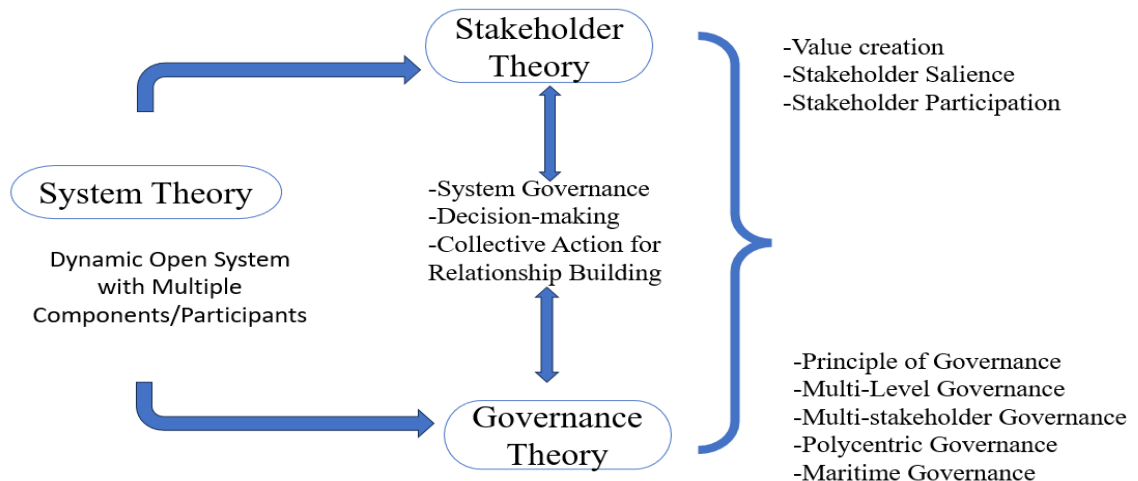 Stakeholder
Theory
-Value creation
-Stakeholder Salience
-Stakeholder Participation
System Theory
Dynamic Open System
with Multiple
Components/Participants
-System Governance
-Decision-making
-Collective Action for
Relationship Building
Governance
Theory
-Principle of Governance
-Multi-Level Governance
-Multi-stakeholder Governance
-Polycentric Governance
-Maritime Governance